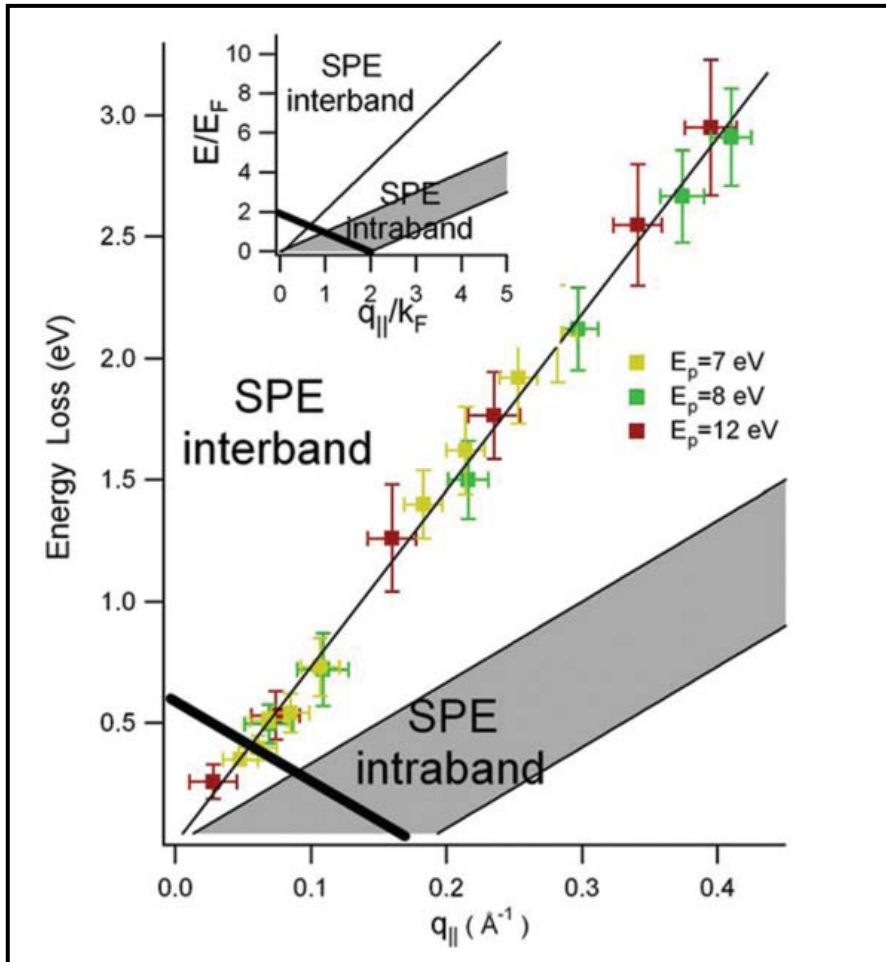 10
8
6
4
2
0
E/E_F
SPE
interband
SPE
intraband
0 1 2 3 4 5
q_||/k_F
3.0
2.5
2.0
1.5
1.0
0.5
Energy Loss (eV)
SPE
interband
E_p=7 eV
E_p=8 eV
E_p=12 eV
SPE
intraband
0.0 0.1 0.2 0.3 0.4
q_|| (Å⁻¹)